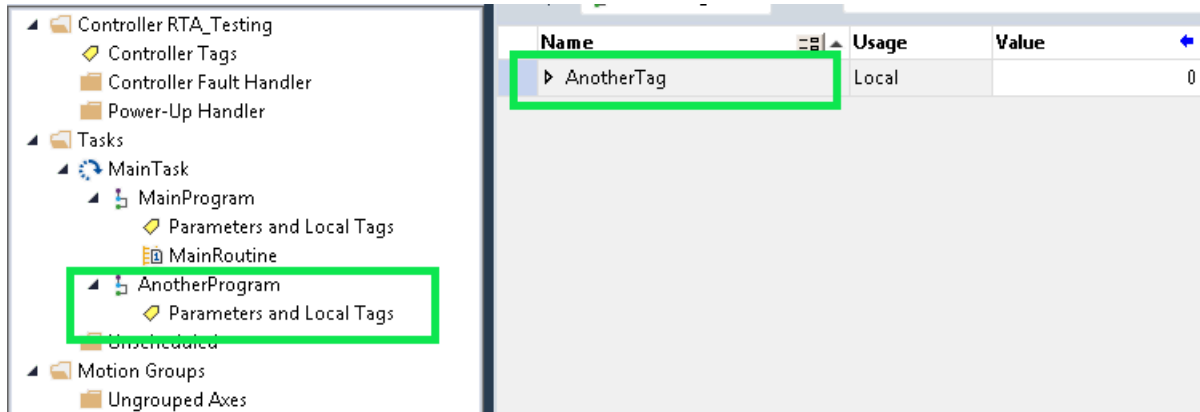 Controller RTA_Testing
Controller Tags
Controller Fault Handler
Power-Up Handler
Tasks
MainTask
MainProgram
Parameters and Local Tags
MainRoutine
AnotherProgram
Parameters and Local Tags
Unscheduled
Motion Groups
Ungrouped Axes
Name Usage Value
AnotherTag Local 0